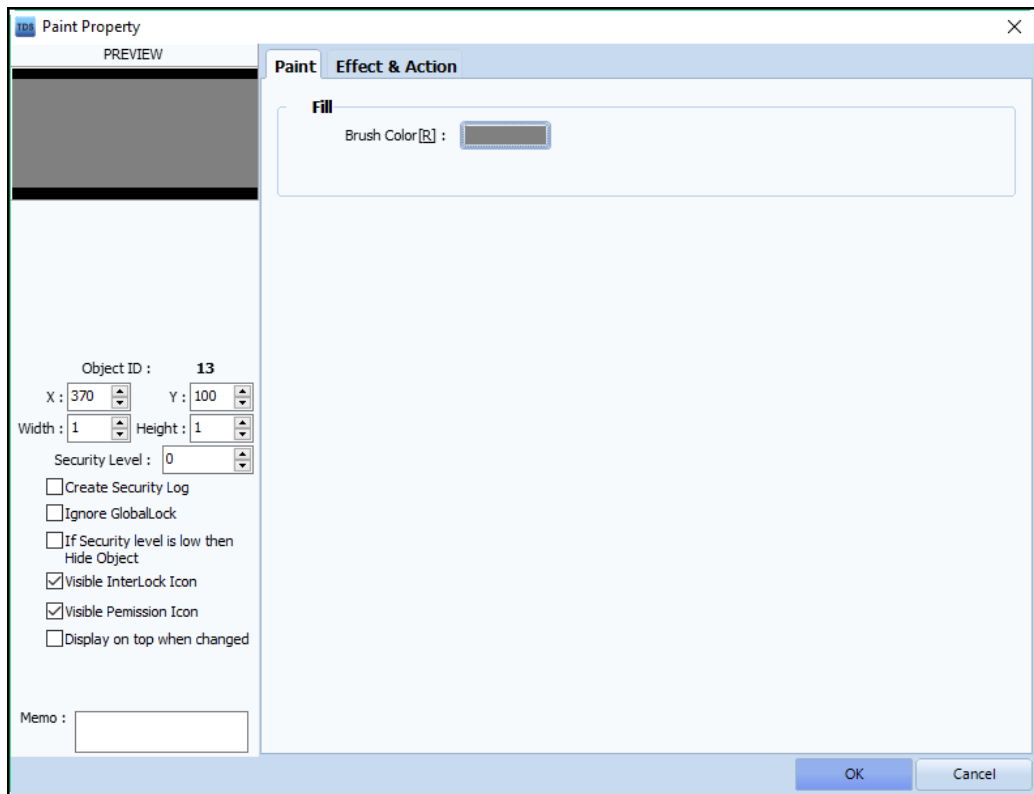 TDS Paint Property
PREVIEW
Paint Effect & Action
Fill
Brush Color[R] :
Object ID : 13
X : 370 Y : 100
Width : 1 Height : 1
Security Level : 0
Create Security Log
Ignore GlobalLock
If Security level is low then
Hide Object
Visible InterLock Icon
Visible Pemission Icon
Display on top when changed
Memo :
OK Cancel